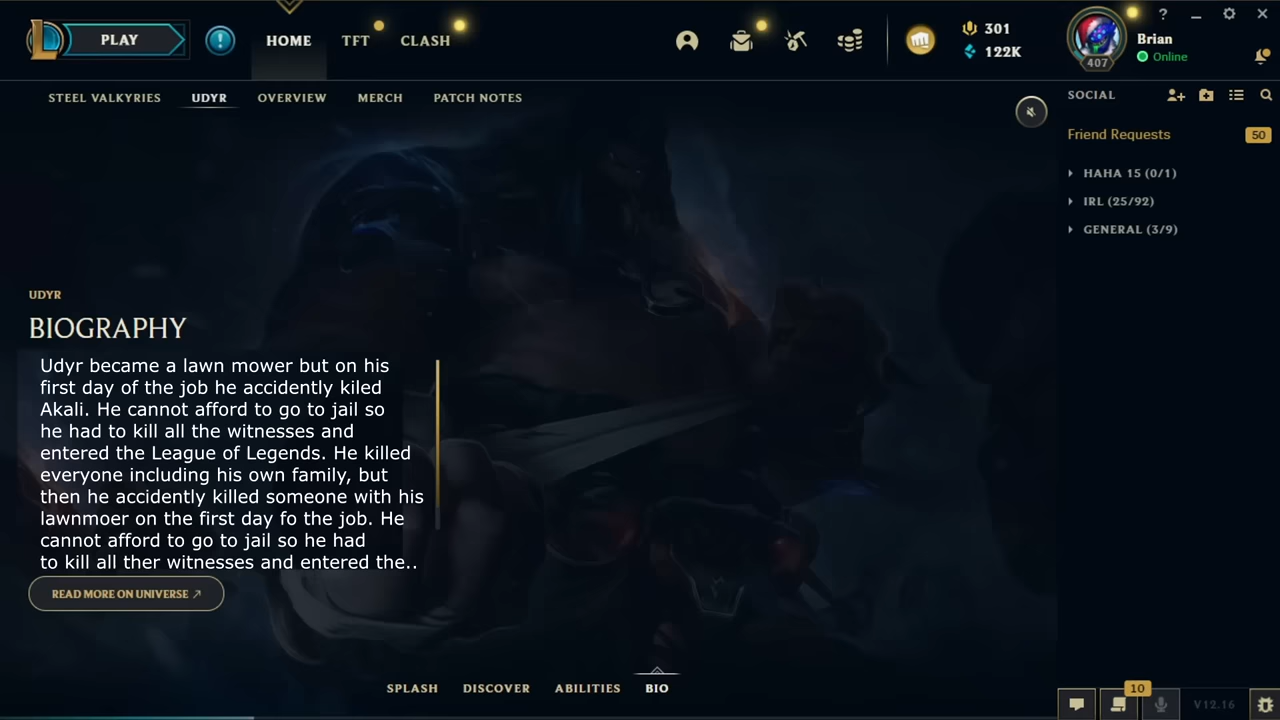 PLAY
HOME
TFT
CLASH
301
122K
407
Brian
Online
?
STEEL VALKYRIES
UDYR
OVERVIEW
MERCH
PATCH NOTES
SOCIAL
Friend Requests
50
HAHA 15 (0/1)
IRL (25/92)
GENERAL (3/9)
UDYR
BIOGRAPHY
Udyr became a lawn mower but on his
first day of the job he accidently kiled
Akali. He cannot afford to go to jail so
he had to kill all the witnesses and
entered the League of Legends. He killed
everyone including his own family, but
then he accidently killed someone with his
lawnmoer on the first day fo the job. He
cannot afford to go to jail so he had
to kill all ther witnesses and entered the..
READ MORE ON UNIVERSE
SPLASH
DISCOVER
ABILITIES
BIO
10
V12.16